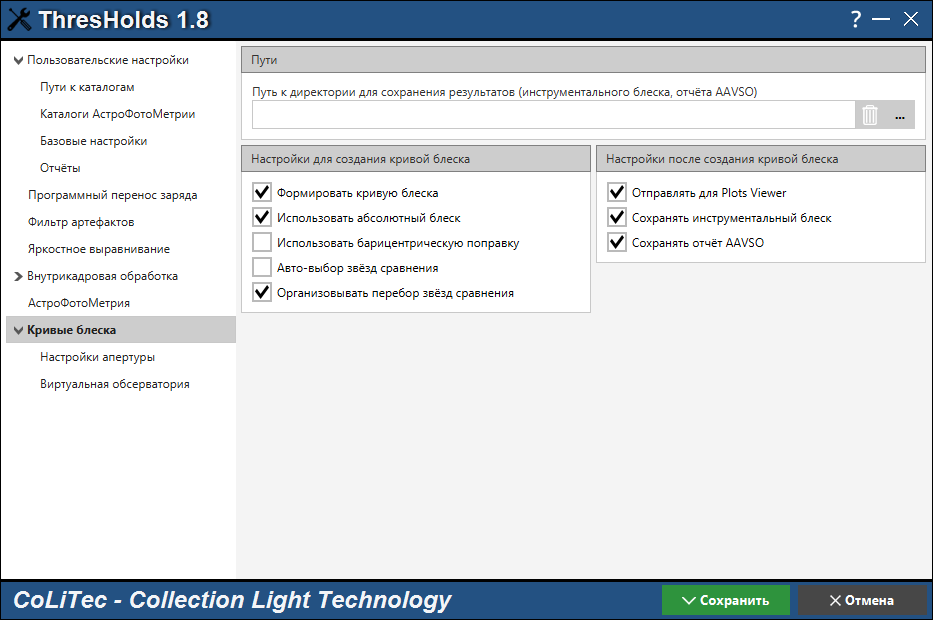 ThresHolds 1.8
?
Пользовательские настройки
Пути к каталогам
Каталоги АстроФотоМетрии
Базовые настройки
Отчёты
Программный перенос заряда
Фильтр артефактов
Яркостное выравнивание
Внутрикадровая обработка
АстроФотоМетрия
Кривые блеска
Настройки апертуры
Виртуальная обсерватория
Пути
Путь к директории для сохранения результатов (инструментального блеска, отчёта AAVSO)
...
Настройки для создания кривой блеска
Формировать кривую блеска
Использовать абсолютный блеск
Использовать барицентрическую поправку
Авто-выбор звёзд сравнения
Организовывать перебор звёзд сравнения
Настройки после создания кривой блеска
Отправлять для Plots Viewer
Сохранять инструментальный блеск
Сохранять отчёт AAVSO
CoLiTec - Collection Light Technology
Сохранить
Отмена